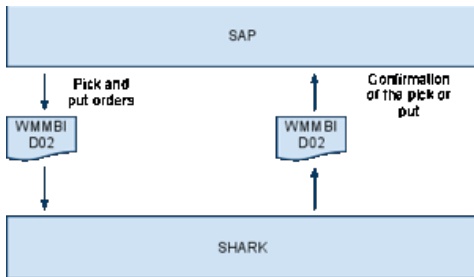 SAP
Pick and
put orders
Confirmation
of the pick or
put
WMMBI
D02
WMMBI
D02
SHARK